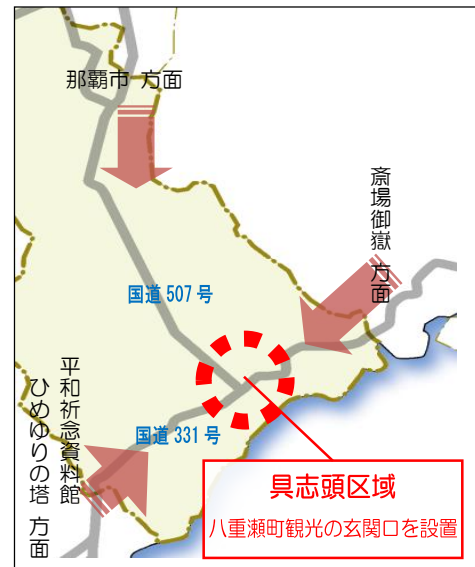 那覇市 方面
斎場御嶽 方面
国道 507 号
平和祈念資料館
ひめゆりの塔 方面
国道 331 号
具志頭区域
八重瀬町観光の玄関口を設置